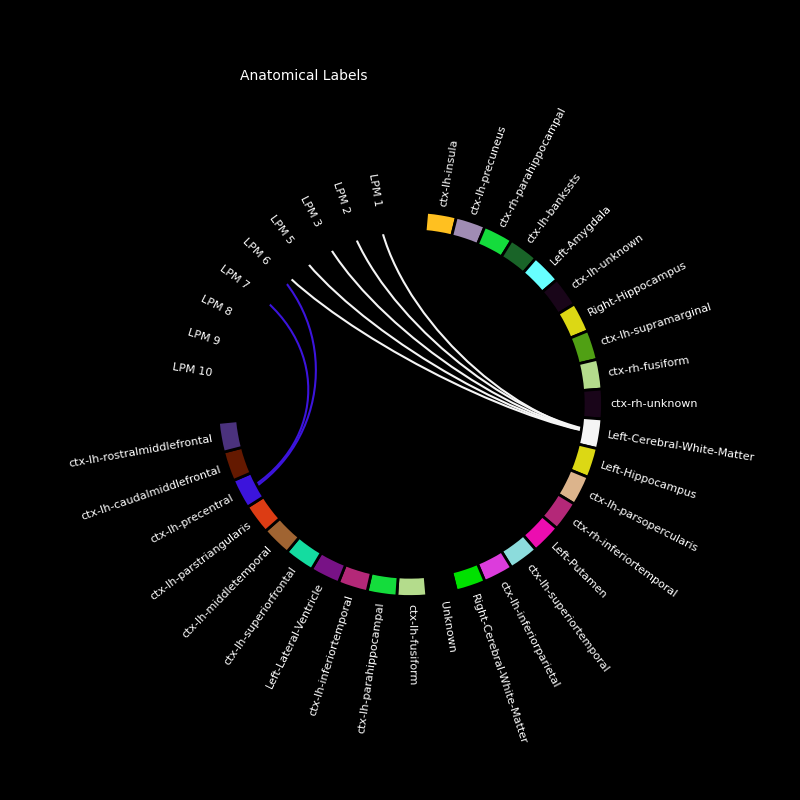 Anatomical Labels
LPM 1
LPM 2
LPM 3
LPM 5
LPM 6
LPM 7
LPM 8
LPM 9
LPM 10
ctx-lh-rostralmiddlefrontal
ctx-lh-caudalmiddlefrontal
ctx-lh-precentral
ctx-lh-parstriangularis
ctx-lh-middletemporal
ctx-lh-superiorfrontal
Left-Lateral-Ventricle
ctx-lh-inferiortemporal
ctx-lh-parahippocampal
ctx-lh-fusiform
Unknown
Right-Cerebral-White-Matter
ctx-lh-inferiorparietal
ctx-lh-superiortemporal
Left-Putamen
ctx-rh-inferiortemporal
ctx-lh-parsopercularis
Left-Hippocampus
Left-Cerebral-White-Matter
ctx-rh-unknown
ctx-rh-fusiform
ctx-lh-supramarginal
Right-Hippocampus
ctx-lh-unknown
Left-Amygdala
ctx-lh-bankssts
ctx-rh-parahippocampal
ctx-lh-precuneus
ctx-lh-insula